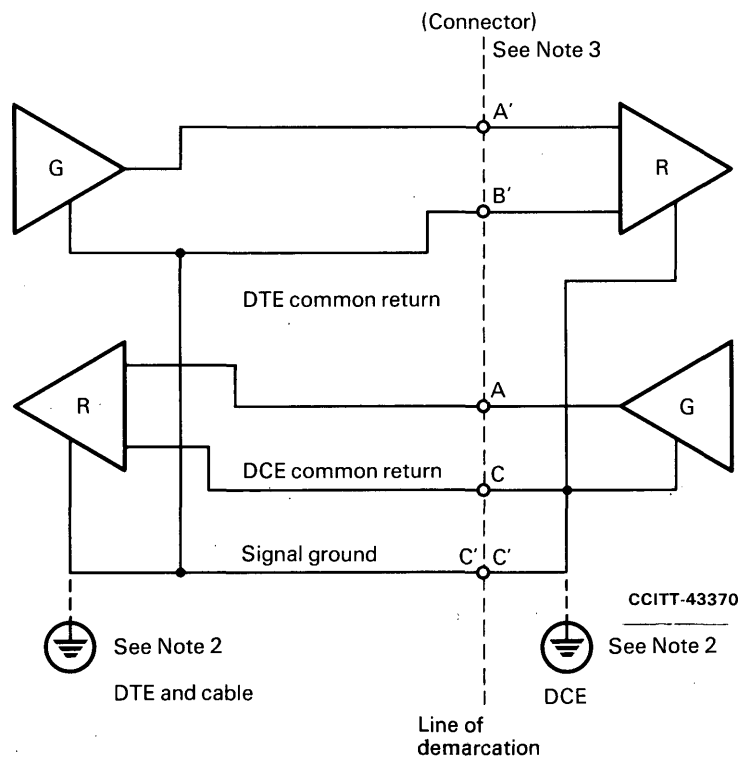 (Connector)
See Note 3
A'
G
R
B'
DTE common return
A
R
G
DCE common return
C
Signal ground
C' C'
CCITT-43370
See Note 2
See Note 2
DTE and cable
DCE
Line of
demarcation